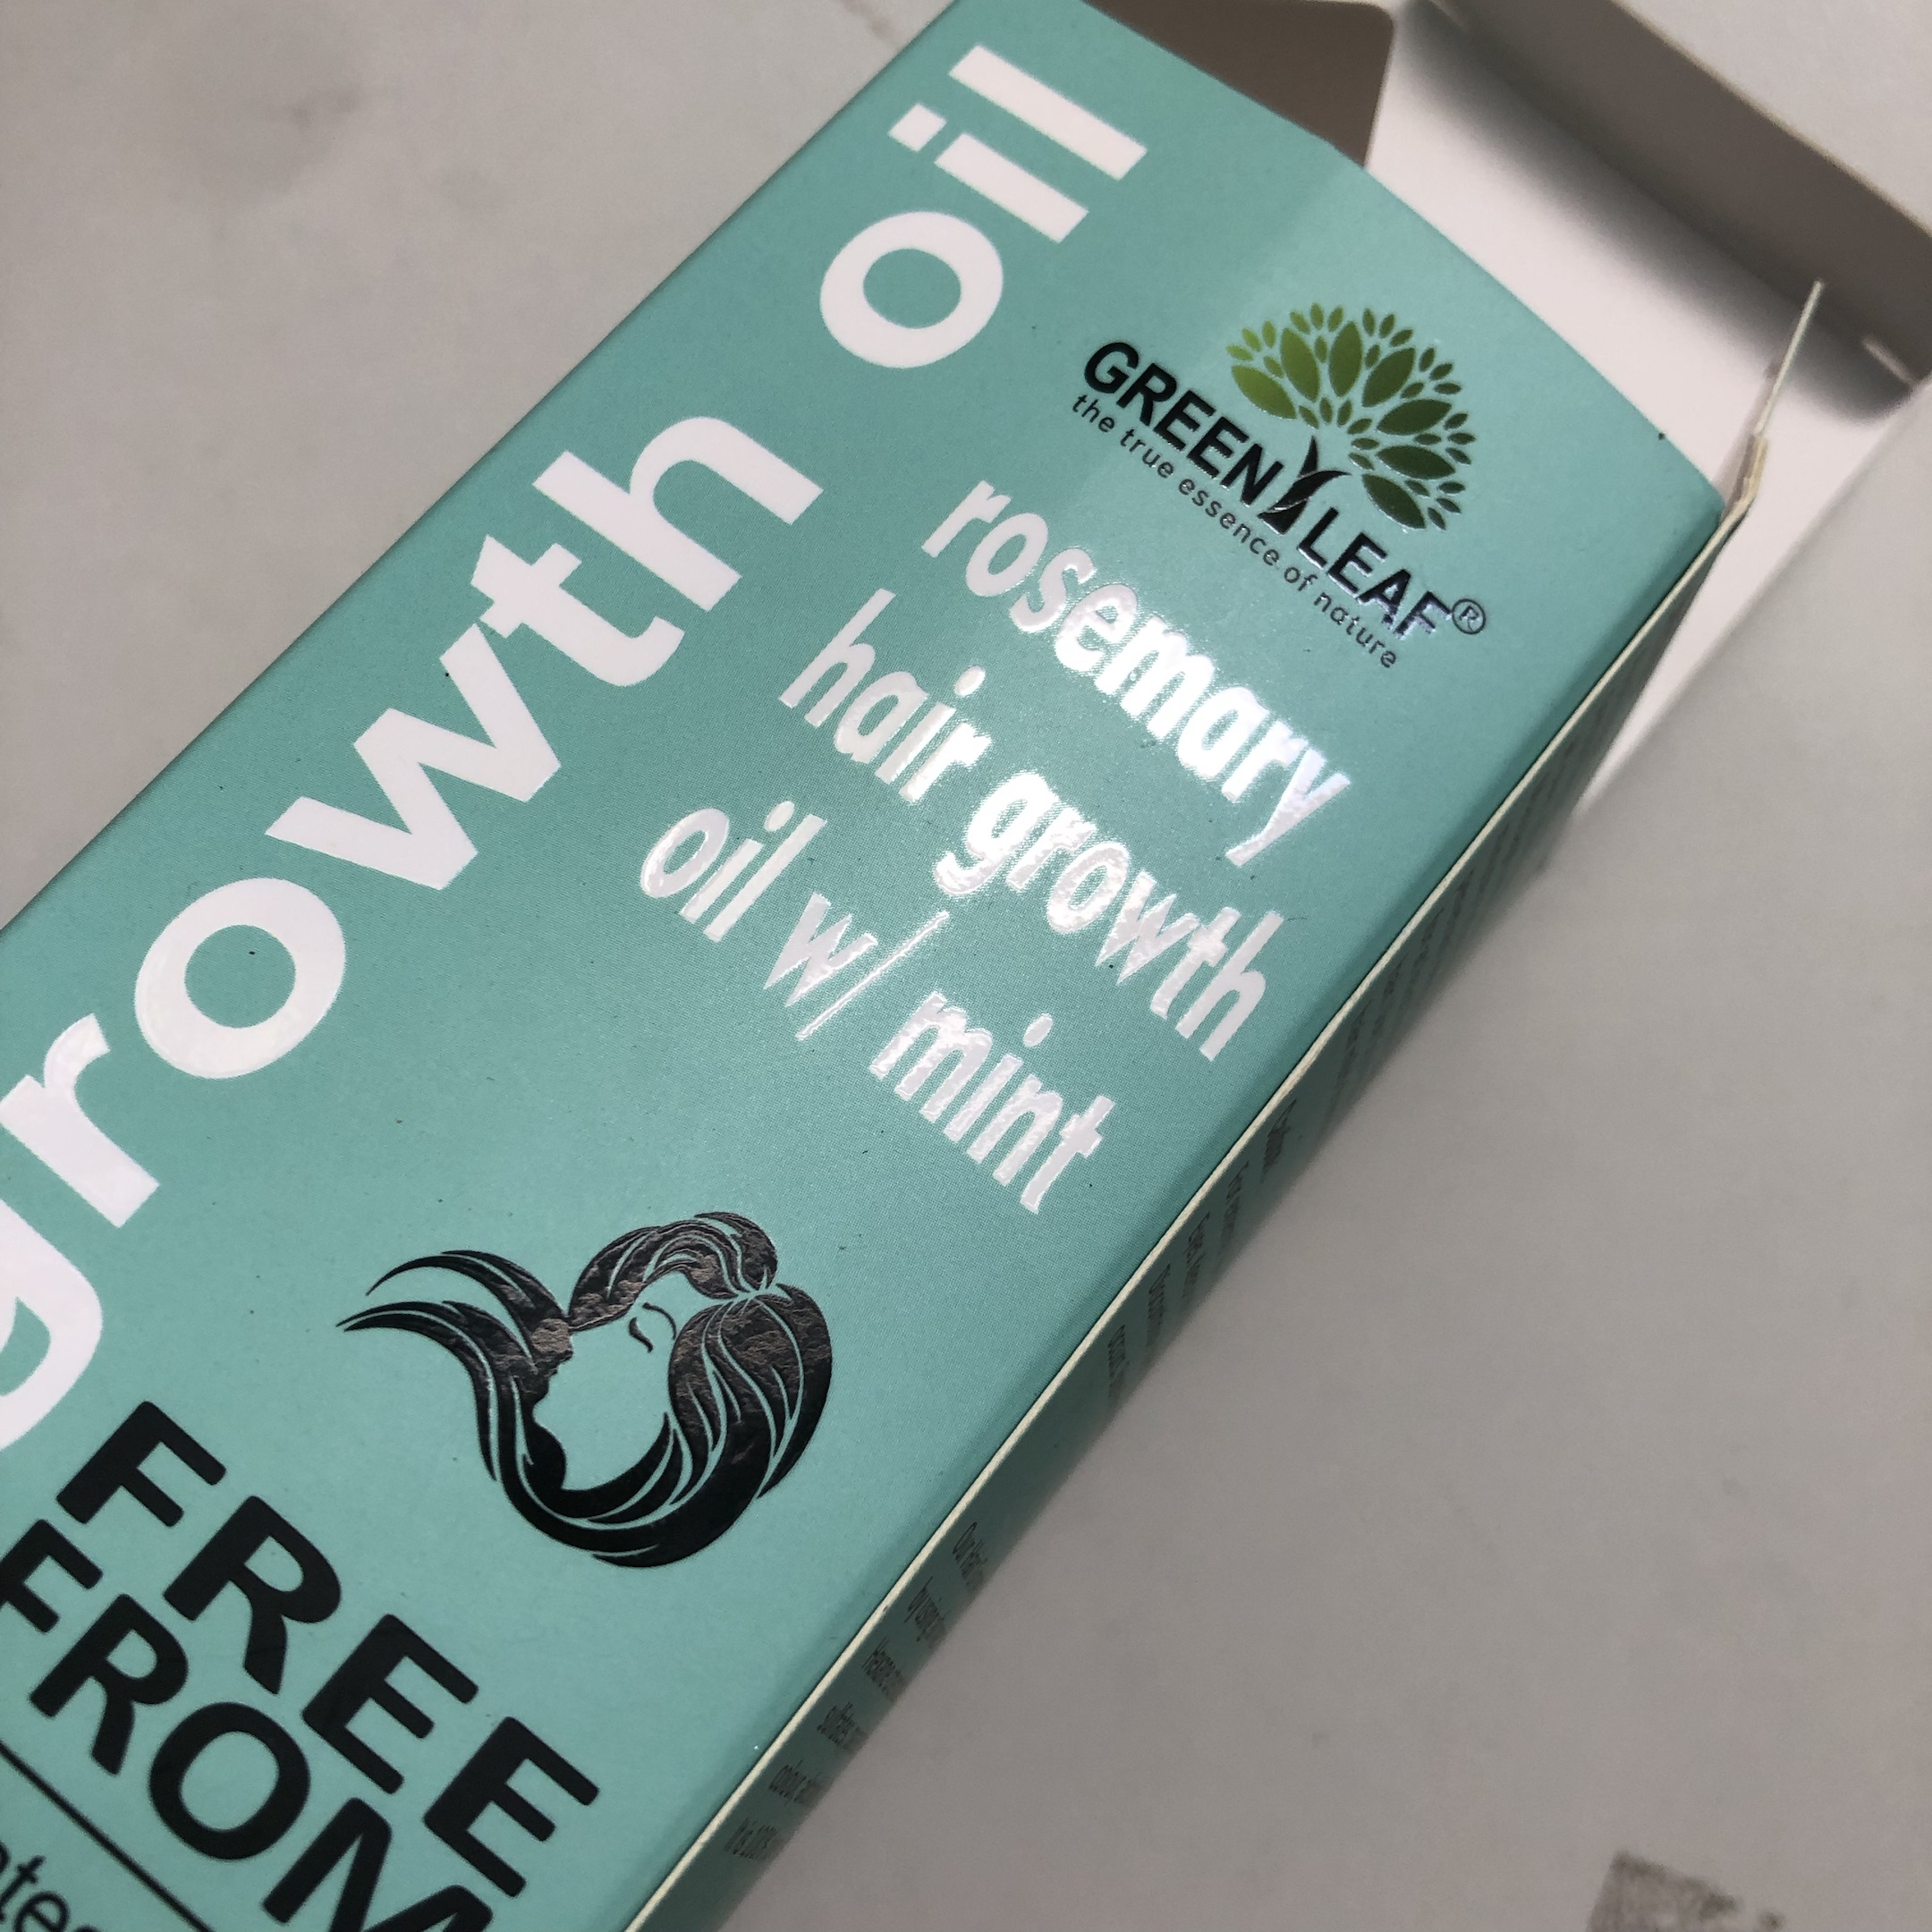 GREEN LEAF®
the true essence of nature
rosemary
hair growth
oil w/ mint
growth oil
FREE
FROM